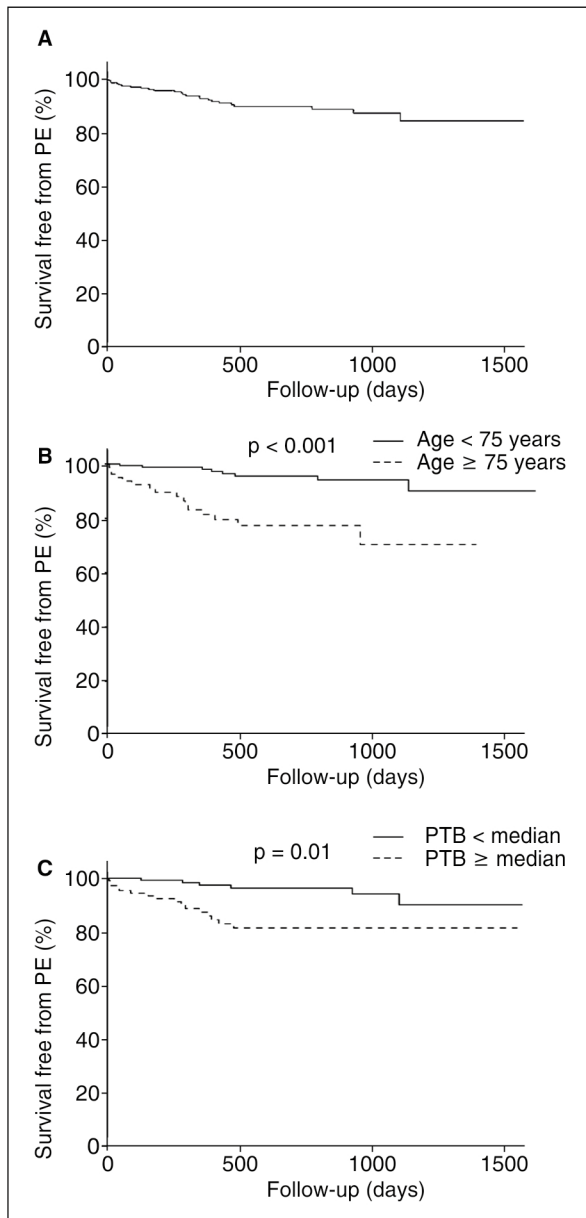 A
100
80
60
40
20
0
Survival free from PE (%)
0 500 1000 1500
Follow-up (days)
B
p < 0.001
Age < 75 years
Age ≥ 75 years
100
80
60
40
20
0
Survival free from PE (%)
0 500 1000 1500
Follow-up (days)
C
p = 0.01
PTB < median
PTB ≥ median
100
80
60
40
20
0
Survival free from PE (%)
0 500 1000 1500
Follow-up (days)